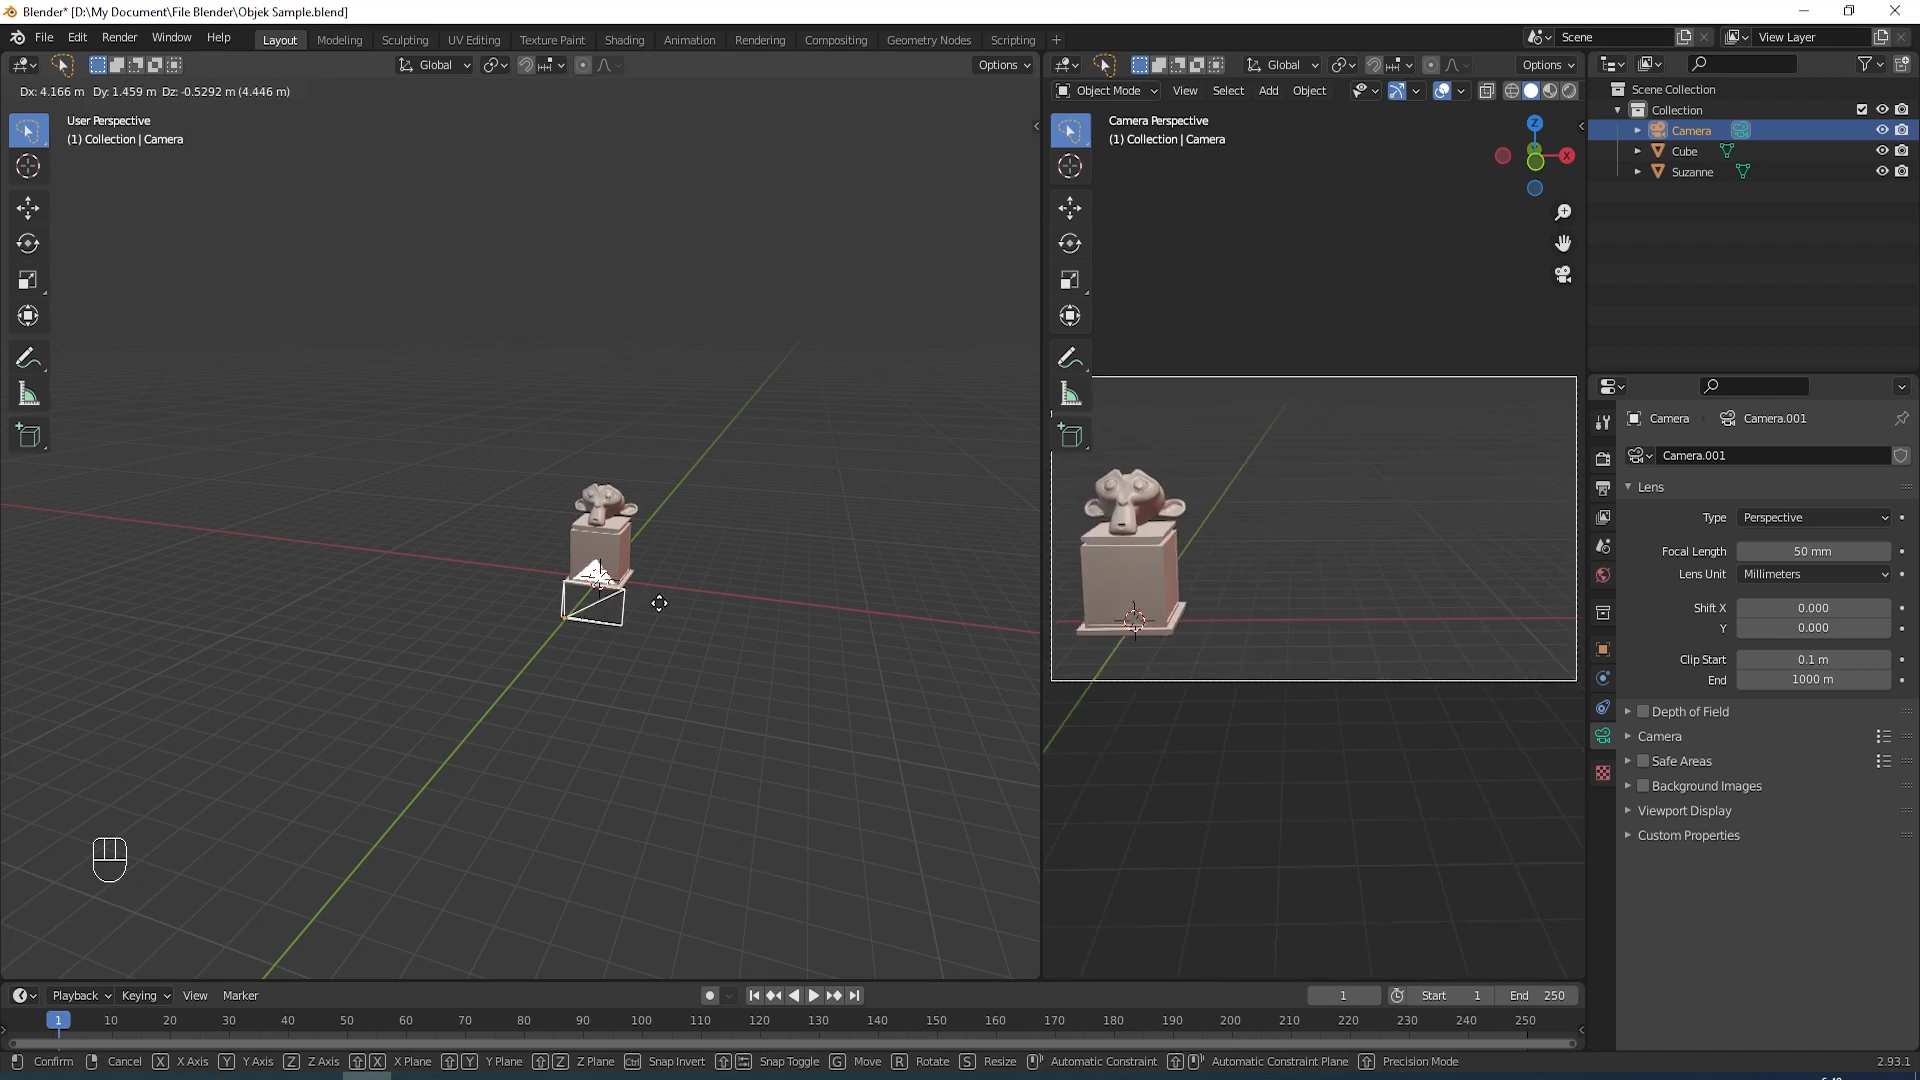 Blender* [D:\My Document\File Blender\Objek Sample.blend]
File Edit Render Window Help Layout Modeling Sculpting UV Editing Texture Paint Shading Animation Rendering Compositing Geometry Nodes Scripting + Scene View Layer
Global Options Global Options
Object Mode View Select Add Object
Dx: 4.166 m Dy: 1.459 m Dz: -0.5292 m (4.446 m)
User Perspective
(1) Collection | Camera
Camera Perspective
(1) Collection | Camera
Z
X
Scene Collection
Collection
Camera
Cube
Suzanne
Camera Camera.001
Camera.001
Lens
Type Perspective
Focal Length 50 mm
Lens Unit Millimeters
Shift X 0.000
Y 0.000
Clip Start 0.1 m
End 1000 m
Depth of Field
Camera
Safe Areas
Background Images
Viewport Display
Custom Properties
Playback Keying View Marker 1 Start 1 End 250
1 10 20 30 40 50 60 70 80 90 100 110 120 130 140 150 160 170 180 190 200 210 220 230 240 250
Confirm Cancel X X Axis Y Y Axis Z Z Axis X X Plane Y Y Plane Z Z Plane Ctrl Snap Invert Snap Toggle G Move R Rotate S Resize Automatic Constraint Automatic Constraint Plane Precision Mode 2.93.1